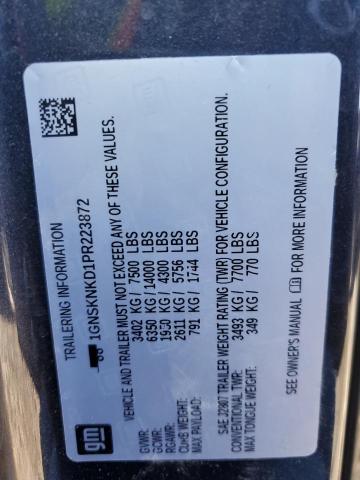 TRAILERING INFORMATION
1GNSKNKD1PR223872
VEHICLE AND TRAILER MUST NOT EXCEED ANY OF THESE VALUES.
GVWR: 3402 KG / 7500 LBS
GCWR: 6350 KG / 14000 LBS
RGAWR: 1950 KG / 4300 LBS
CURB WEIGHT: 2611 KG / 5756 LBS
MAX PAYLOAD: 791 KG / 1744 LBS
SAE J2807 TRAILER WEIGHT RATING (TWR) FOR VEHICLE CONFIGURATION.
CONVENTIONAL TWR: 3493 KG / 7700 LBS
MAX TONGUE WEIGHT: 349 KG / 770 LBS
SEE OWNER'S MANUAL FOR MORE INFORMATION
gm